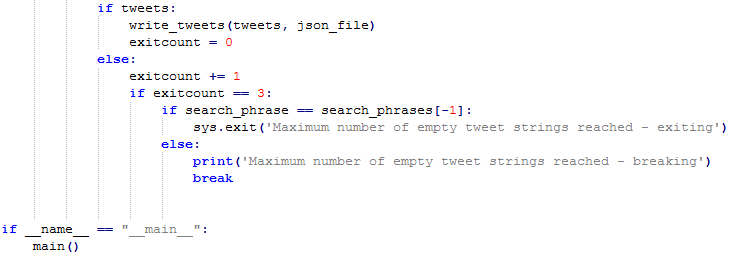 if tweets:
write_tweets(tweets, json_file)
exitcount = 0
else:
exitcount += 1
if exitcount == 3:
if search_phrase == search_phrases[-1]:
sys.exit('Maximum number of empty tweet strings reached - exiting')
else:
print('Maximum number of empty tweet strings reached - breaking')
break
if __name__ == "__main__":
main()